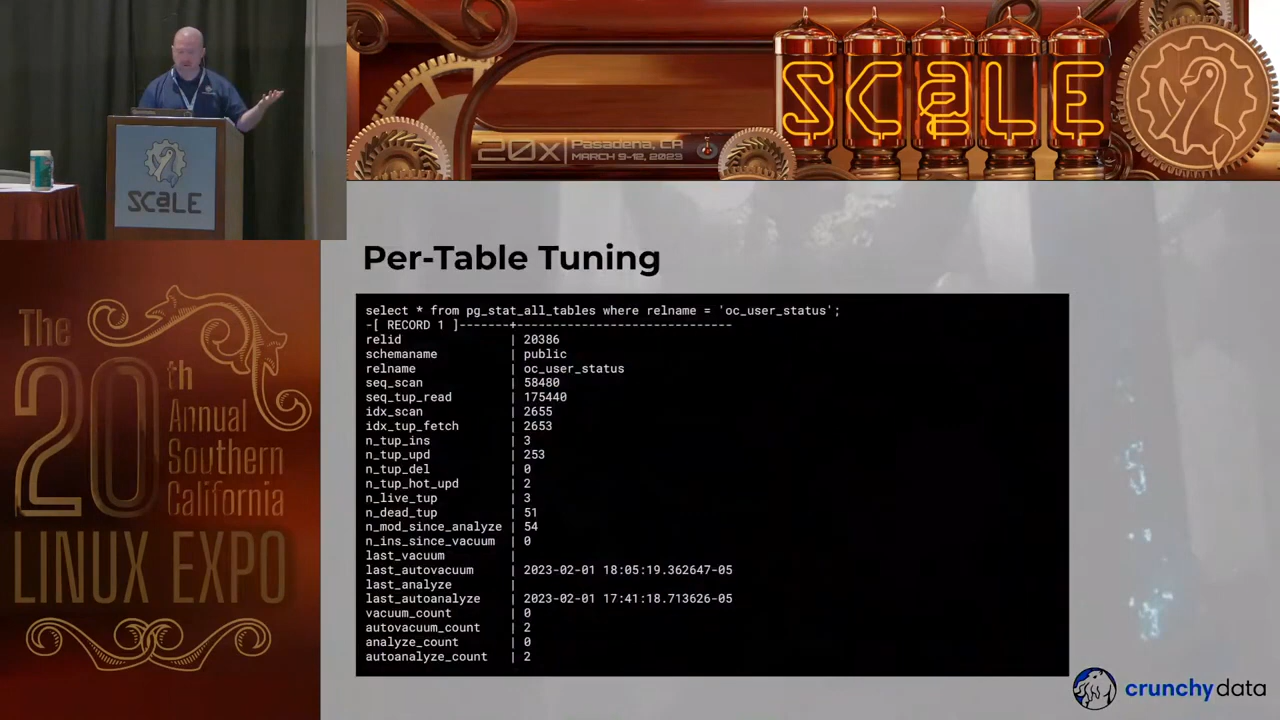 SCaLE
20x
Pasadena, CA
MARCH 9-12, 2023
SCaLE
The
20th
Annual
Southern
California
LINUX EXPO
Per-Table Tuning
select * from pg_stat_all_tables where relname = 'oc_user_status';
-[ RECORD 1 ]-------+------------------------------
relid | 20386
schemaname | public
relname | oc_user_status
seq_scan | 58480
seq_tup_read | 175440
idx_scan | 2655
idx_tup_fetch | 2653
n_tup_ins | 3
n_tup_upd | 253
n_tup_del | 0
n_tup_hot_upd | 2
n_live_tup | 3
n_dead_tup | 51
n_mod_since_analyze | 54
n_ins_since_vacuum | 0
last_vacuum |
last_autovacuum | 2023-02-01 18:05:19.362647-05
last_analyze |
last_autoanalyze | 2023-02-01 17:41:18.713626-05
vacuum_count | 0
autovacuum_count | 2
analyze_count | 0
autoanalyze_count | 2
crunchydata